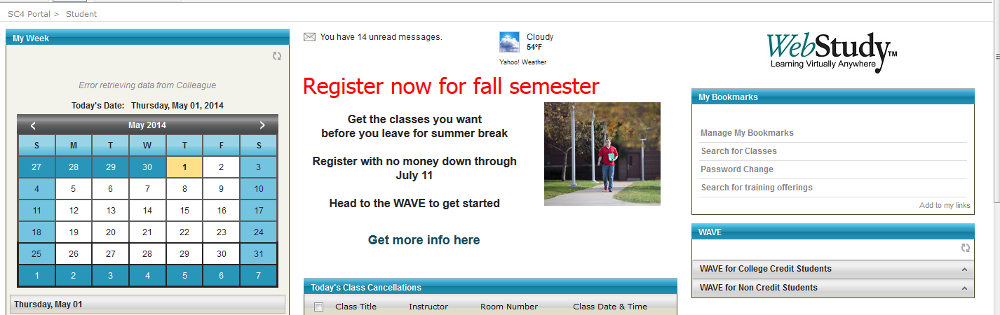 SC4 Portal > Student
My Week
Error retrieving data from Colleague
Today's Date: Thursday, May 01, 2014
< May 2014 >
S M T W T F S
27 28 29 30 1 2 3
4 5 6 7 8 9 10
11 12 13 14 15 16 17
18 19 20 21 22 23 24
25 26 27 28 29 30 31
1 2 3 4 5 6 7
Thursday, May 01
You have 14 unread messages.
Cloudy
54°F
Yahoo! Weather
Register now for fall semester
Get the classes you want
before you leave for summer break
Register with no money down through
July 11
Head to the WAVE to get started
Get more info here
Today's Class Cancellations
Class Title Instructor Room Number Class Date & Time
WebStudy™
Learning Virtually Anywhere
My Bookmarks
Manage My Bookmarks
Search for Classes
Password Change
Search for training offerings
Add to my links
WAVE
WAVE for College Credit Students
WAVE for Non Credit Students